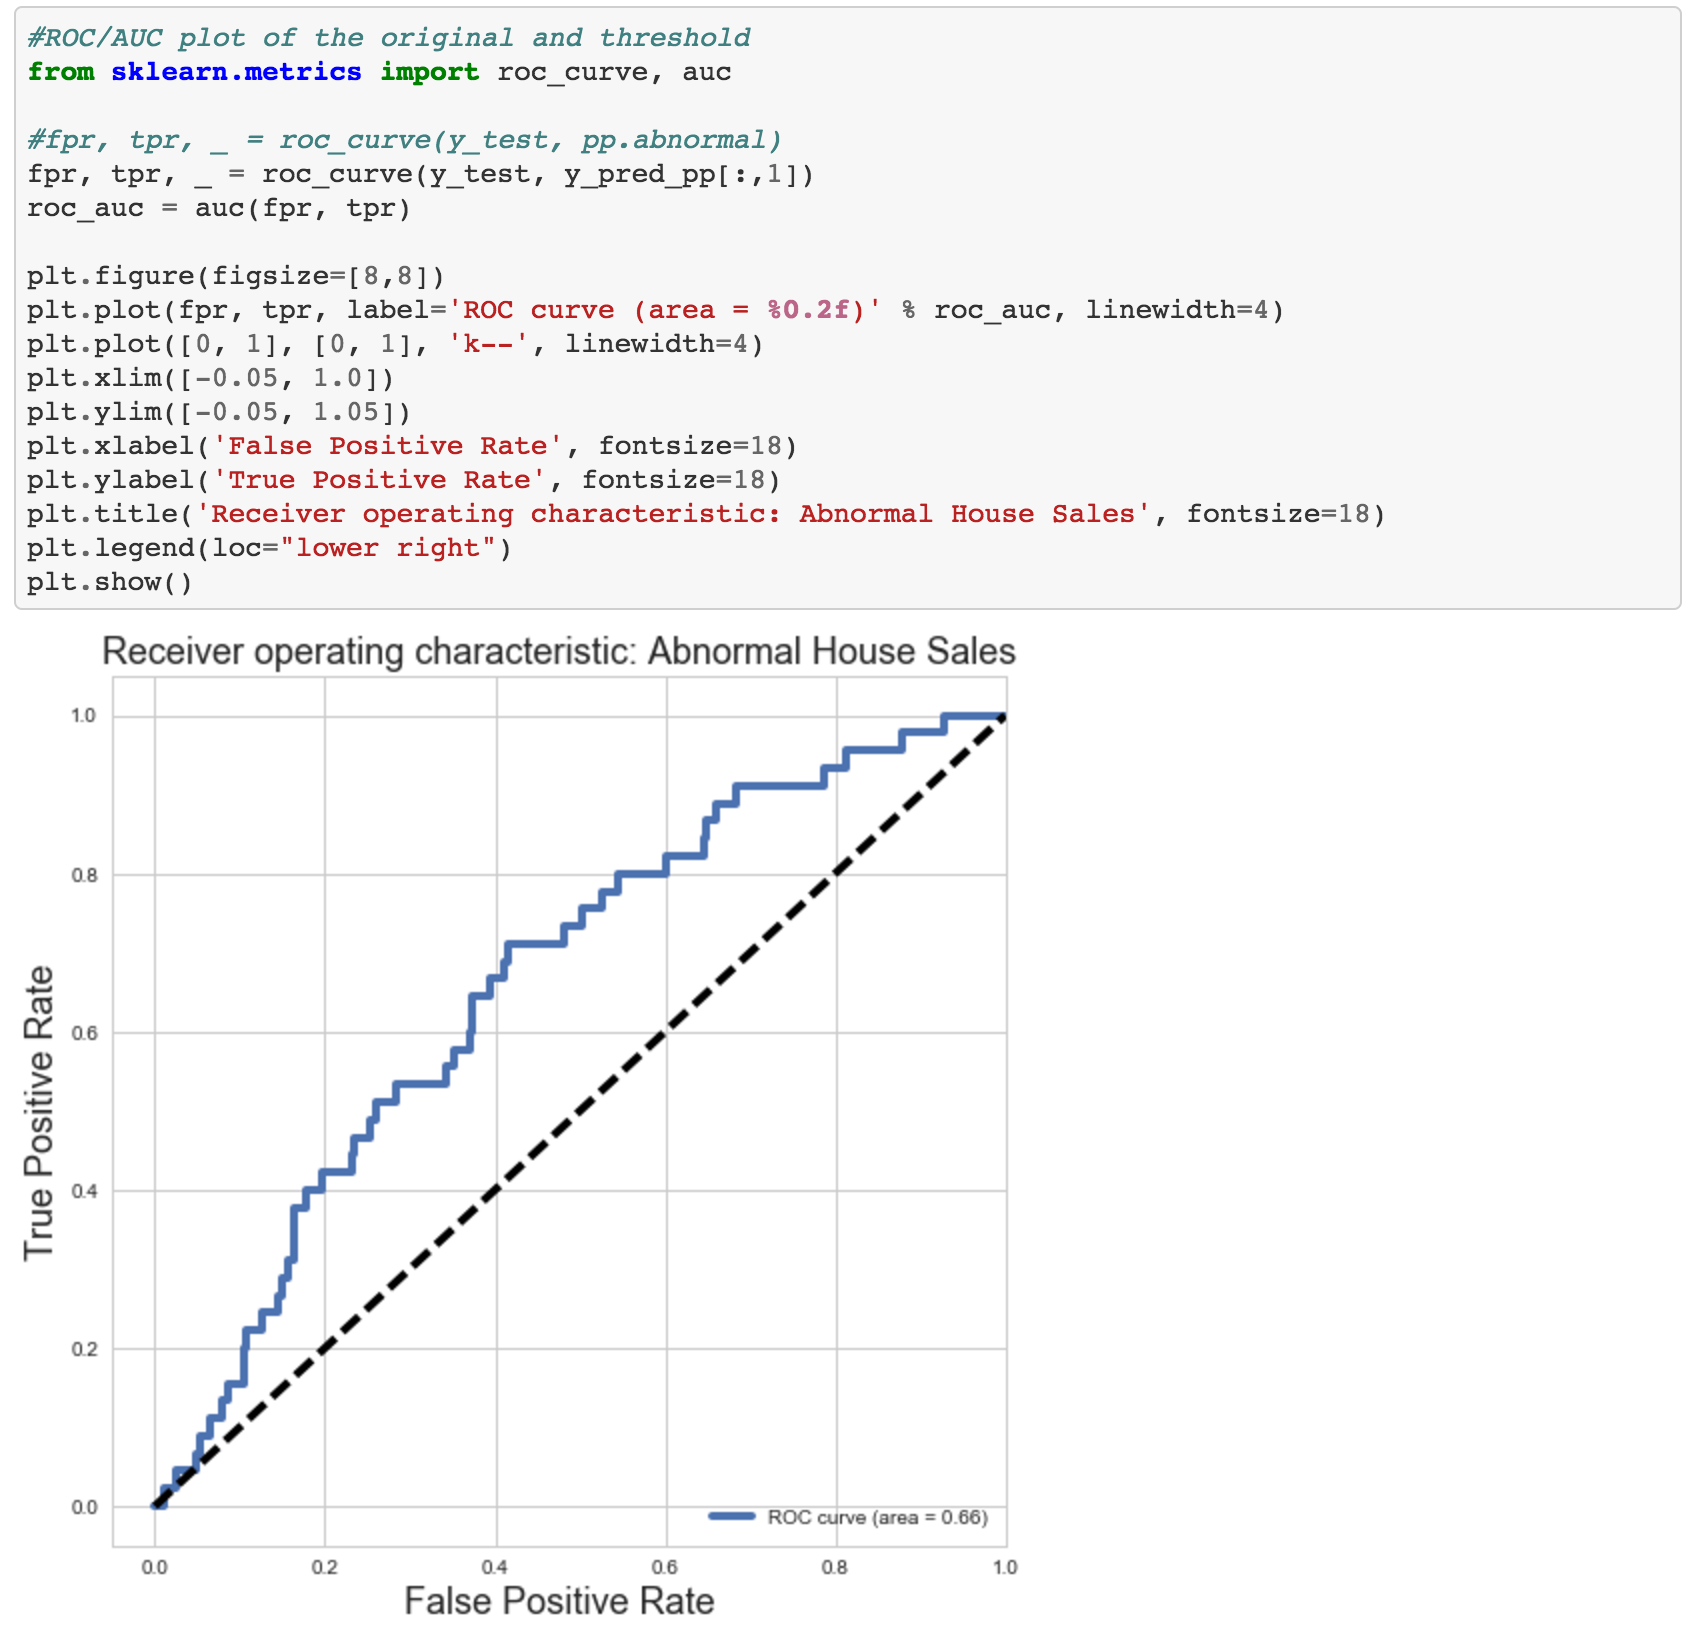 #ROC/AUC plot of the original and threshold
from sklearn.metrics import roc_curve, auc
#fpr, tpr, _ = roc_curve(y_test, pp.abnormal)
fpr, tpr, _ = roc_curve(y_test, y_pred_pp[:,1])
roc_auc = auc(fpr, tpr)
plt.figure(figsize=[8,8])
plt.plot(fpr, tpr, label='ROC curve (area = %0.2f)' % roc_auc, linewidth=4)
plt.plot([0, 1], [0, 1], 'k--', linewidth=4)
plt.xlim([-0.05, 1.0])
plt.ylim([-0.05, 1.05])
plt.xlabel('False Positive Rate', fontsize=18)
plt.ylabel('True Positive Rate', fontsize=18)
plt.title('Receiver operating characteristic: Abnormal House Sales', fontsize=18)
plt.legend(loc="lower right")
plt.show()
Receiver operating characteristic: Abnormal House Sales
1.0
0.8
0.6
0.4
0.2
0.0
True Positive Rate
ROC curve (area = 0.66)
0.0 0.2 0.4 0.6 0.8 1.0
False Positive Rate